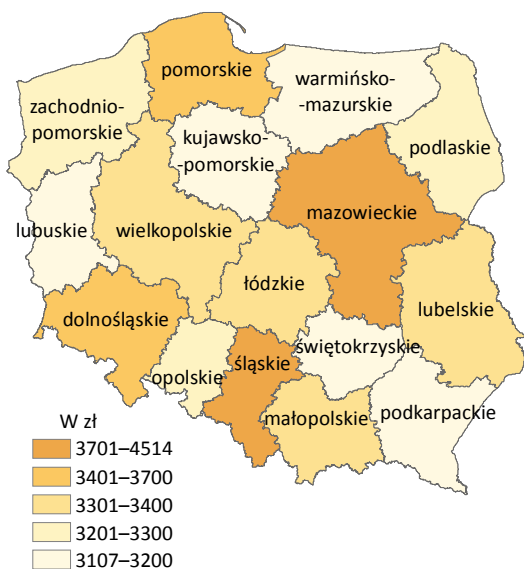 pomorskie
warmińsko-
-mazurskie
zachodnio-
pomorskie
kujawsko-
-pomorskie
podlaskie
mazowieckie
lubuskie
wielkopolskie
łódzkie
lubelskie
dolnośląskie
świętokrzyskie
opolskie
śląskie
małopolskie
podkarpackie
W zł
3701–4514
3401–3700
3301–3400
3201–3300
3107–3200